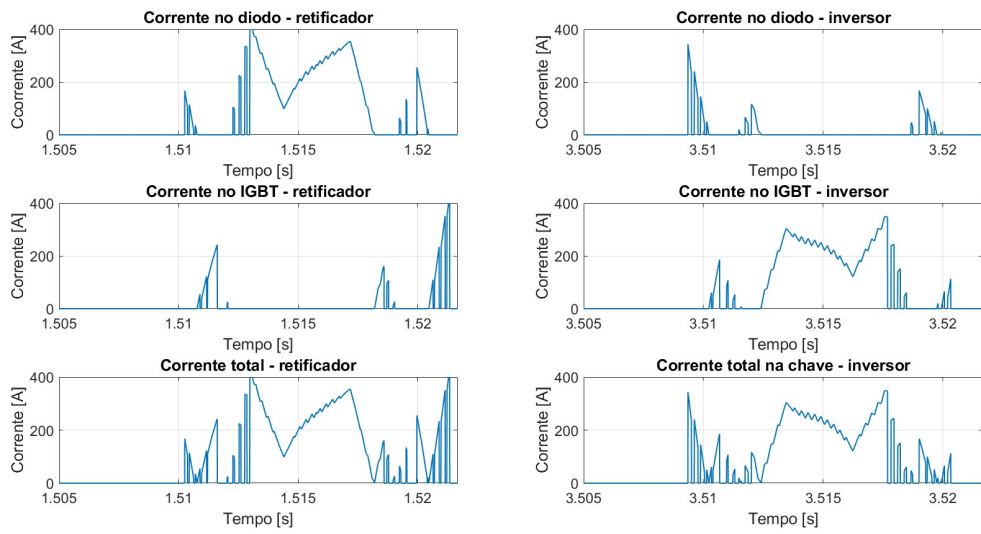 Corrente no diodo - retificador
Ccorrente [A]
400
200
0
1.505
1.51
1.515
1.52
Tempo [s]
Corrente no diodo - inversor
Ccorrente [A]
400
200
0
3.505
3.51
3.515
3.52
Tempo [s]
Corrente no IGBT - retificador
Corrente [A]
400
200
0
1.505
1.51
1.515
1.52
Tempo [s]
Corrente no IGBT - inversor
Corrente [A]
400
200
0
3.505
3.51
3.515
3.52
Tempo [s]
Corrente total - retificador
Corrente [A]
400
200
0
1.505
1.51
1.515
1.52
Tempo [s]
Corrente total na chave - inversor
Corrente [A]
400
200
0
3.505
3.51
3.515
3.52
Tempo [s]